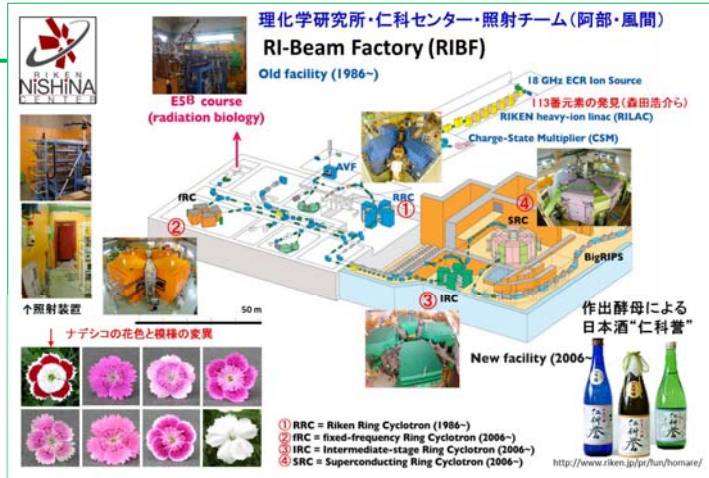 理化学研究所・仁科センター・照射チーム(阿部・風間)
RIKEN
NiSHiNA
CENTER
RI-Beam Factory (RIBF)
Old facility (1986~)
E5B course
(radiation biology)
18 GHz ECR Ion Source
113番元素の発見(森田浩介ら)
RIKEN heavy-ion linac (RILAC)
Charge-State Multiplier (CSM)
AVF
fRC
RRC
①
④
SRC
②
BigRIPS
IRC
③
↑照射装置
50 m
作出酵母による
日本酒“仁科誉”
ナデシコの花色と模様の変異
New facility (2006~
仁科誉
① RRC = Riken Ring Cyclotron (1986~)
② fRC = fixed-frequency Ring Cyclotron (2006~)
③ IRC = Intermediate-stage Ring Cyclotron (2006~)
④ SRC = Superconducting Ring Cyclotron (2006~)
http://www.riken.jp/pr/fun/homare/